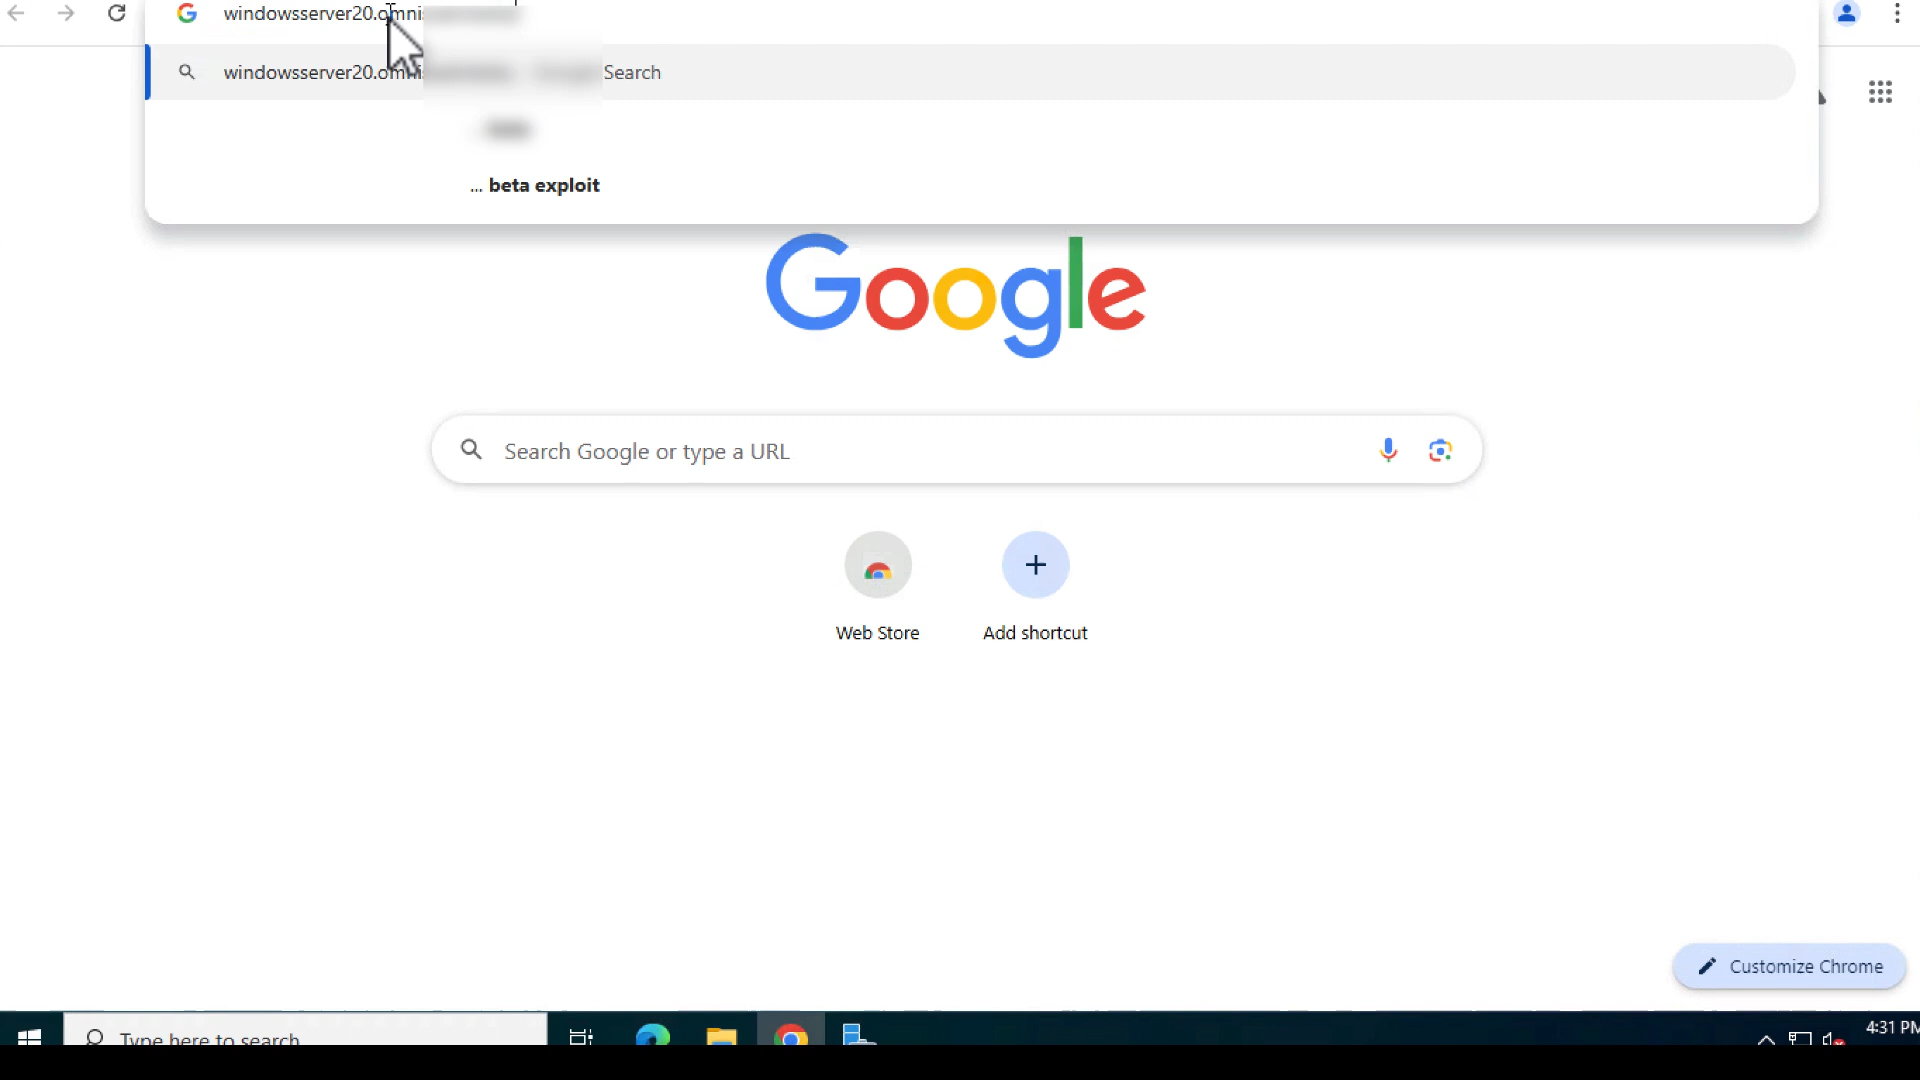 windowsserver20.omni
windowsserver20.omni Search
... beta exploit
Google
Search Google or type a URL
Web Store
Add shortcut
Customize Chrome
Type here to search
4:31 PM